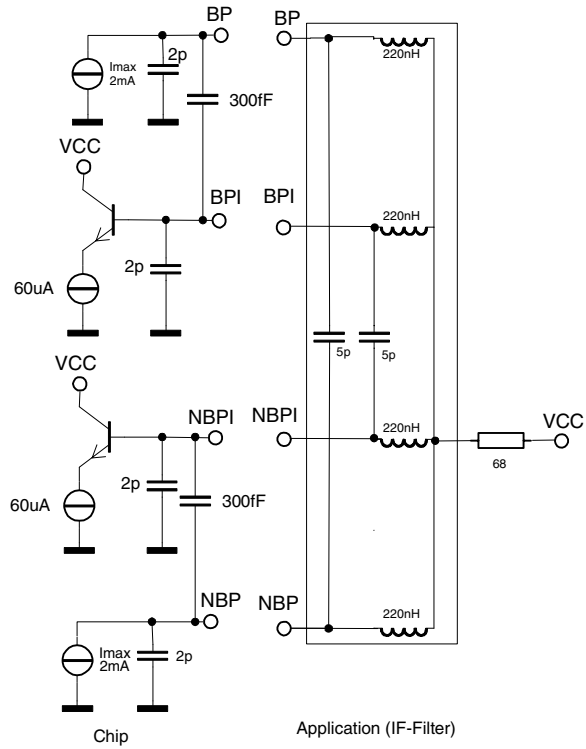 BP
2p
Imax
2mA
300fF
VCC
BPI
2p
60uA
VCC
NBPI
2p
300fF
60uA
NBP
Imax
2mA
2p
Chip
BP
220nH
BPI
220nH
5p
5p
NBPI
220nH
VCC
68
NBP
220nH
Application (IF-Filter)